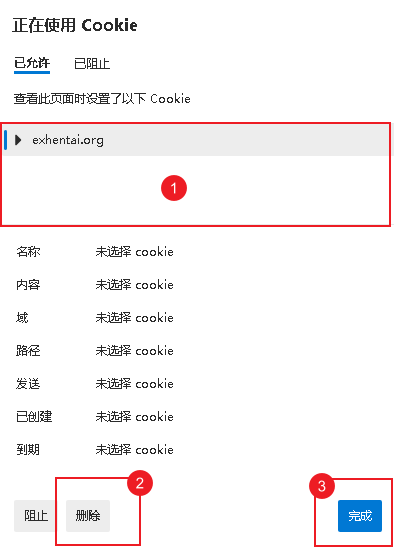 正在使用 Cookie
已允许 已阻止
查看此页面时设置了以下 Cookie
exhentai.org
1
名称 未选择 cookie
内容 未选择 cookie
域 未选择 cookie
路径 未选择 cookie
发送 未选择 cookie
已创建 未选择 cookie
到期 未选择 cookie
2
3
阻止 删除 完成